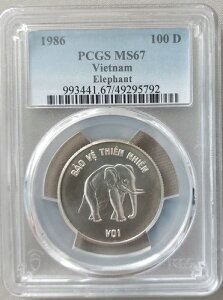 1986 100 D
PCGS MS67
Vietnam
Elephant
993441.67/49295792
BẢO VỆ THIÊN NHIÊN
VOI